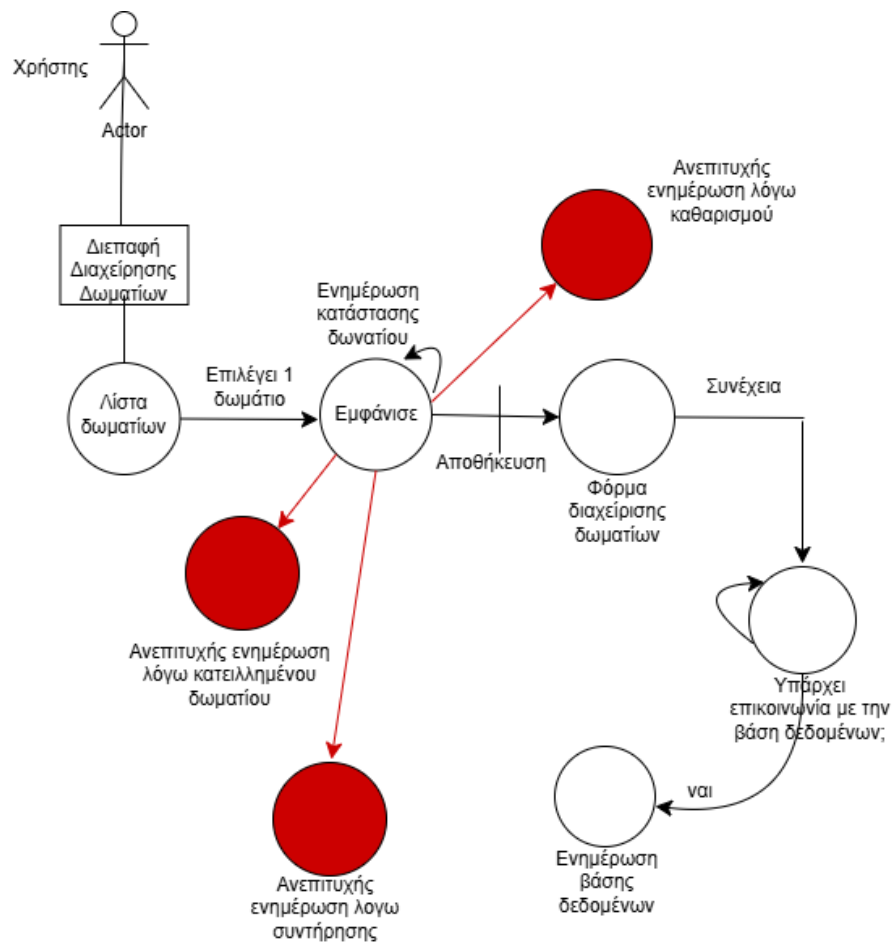 Χρήστης
Actor
Διεπαφή
Διαχείρησης
Δωματίων
Λίστα
δωματίων
Επιλέγει 1
δωμάτιο
Ενημέρωση
κατάστασης
δωνατίου
Εμφάνισε
Ανεπιτυχής
ενημέρωση λόγω
καθαρισμού
Αποθήκευση
Φόρμα
διαχείρισης
δωματίων
Συνέχεια
Ανεπιτυχής ενημέρωση
λόγω κατειλλημένου
δωματίου
Υπάρχει
επικοινωνία με την
βάση δεδομένων;
ναι
Ενημέρωση
βάσης
δεδομένων
Ανεπιτυχής
ενημέρωση λογω
συντήρησης